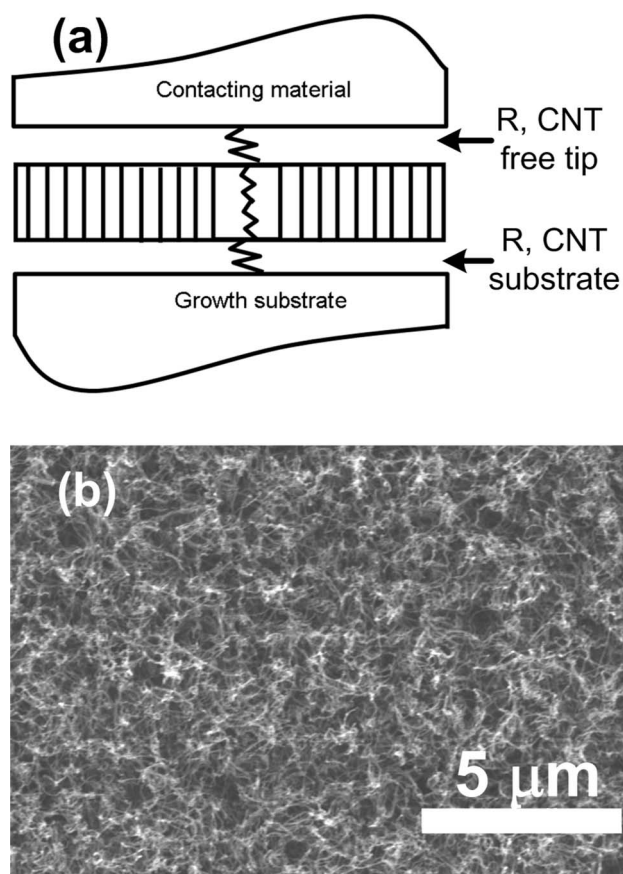 (a)
Contacting material
R, CNT
free tip
R, CNT
substrate
Growth substrate
(b)
5 μm